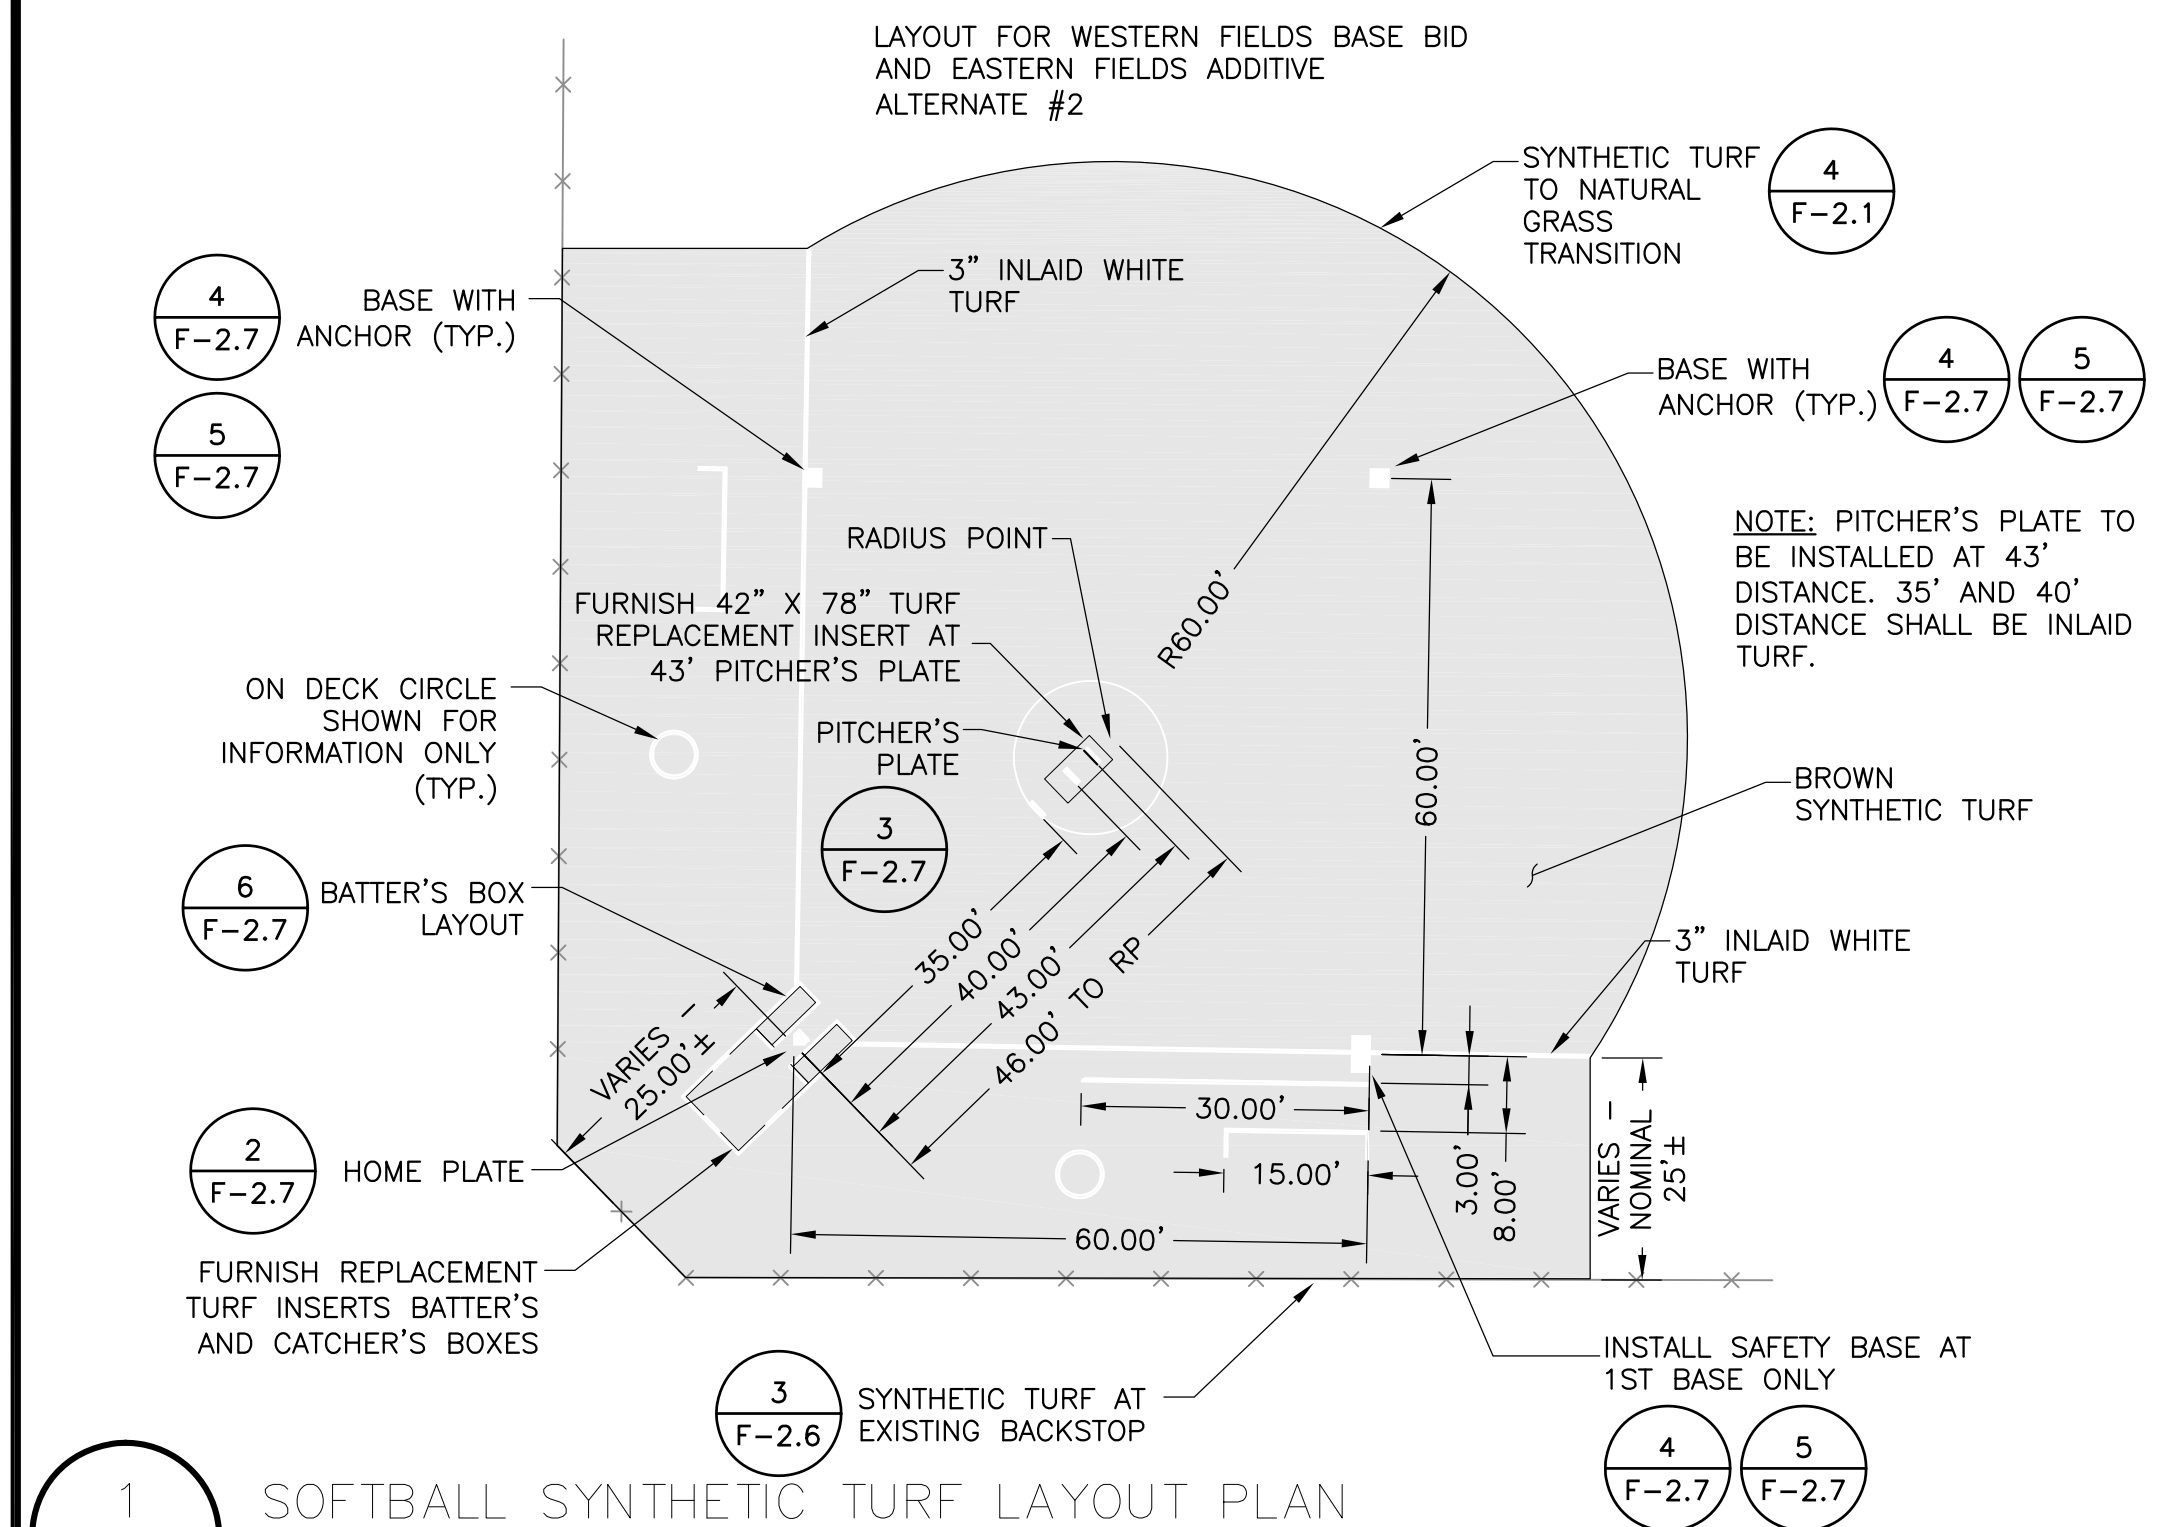 LAYOUT FOR WESTERN FIELDS BASE BID
AND EASTERN FIELDS ADDITIVE
ALTERNATE #2
SYNTHETIC TURF
TO NATURAL
GRASS
TRANSITION
4
F-2.1
4
F-2.7
BASE WITH
ANCHOR (TYP.)
5
F-2.7
3" INLAID WHITE
TURF
BASE WITH
ANCHOR (TYP.)
4
F-2.7
5
F-2.7
NOTE: PITCHER'S PLATE TO
BE INSTALLED AT 43'
DISTANCE. 35' AND 40'
DISTANCE SHALL BE INLAID
TURF.
RADIUS POINT
R60.00'
FURNISH 42" X 78" TURF
REPLACEMENT INSERT AT
43' PITCHER'S PLATE
ON DECK CIRCLE
SHOWN FOR
INFORMATION ONLY
(TYP.)
PITCHER'S
PLATE
3
F-2.7
60.00'
BROWN
SYNTHETIC TURF
6
F-2.7
BATTER'S BOX
LAYOUT
35.00'
40.00'
43.00'
46.00' TO RP
3" INLAID WHITE
TURF
VARIES -
25.00'±
2
F-2.7
HOME PLATE
30.00'
15.00'
60.00'
3.00'
8.00'
VARIES -
NOMINAL
25'±
FURNISH REPLACEMENT
TURF INSERTS BATTER'S
AND CATCHER'S BOXES
3
F-2.6
SYNTHETIC TURF AT
EXISTING BACKSTOP
INSTALL SAFETY BASE AT
1ST BASE ONLY
4
F-2.7
5
F-2.7
1
SOFTBALL SYNTHETIC TURF LAYOUT PLAN